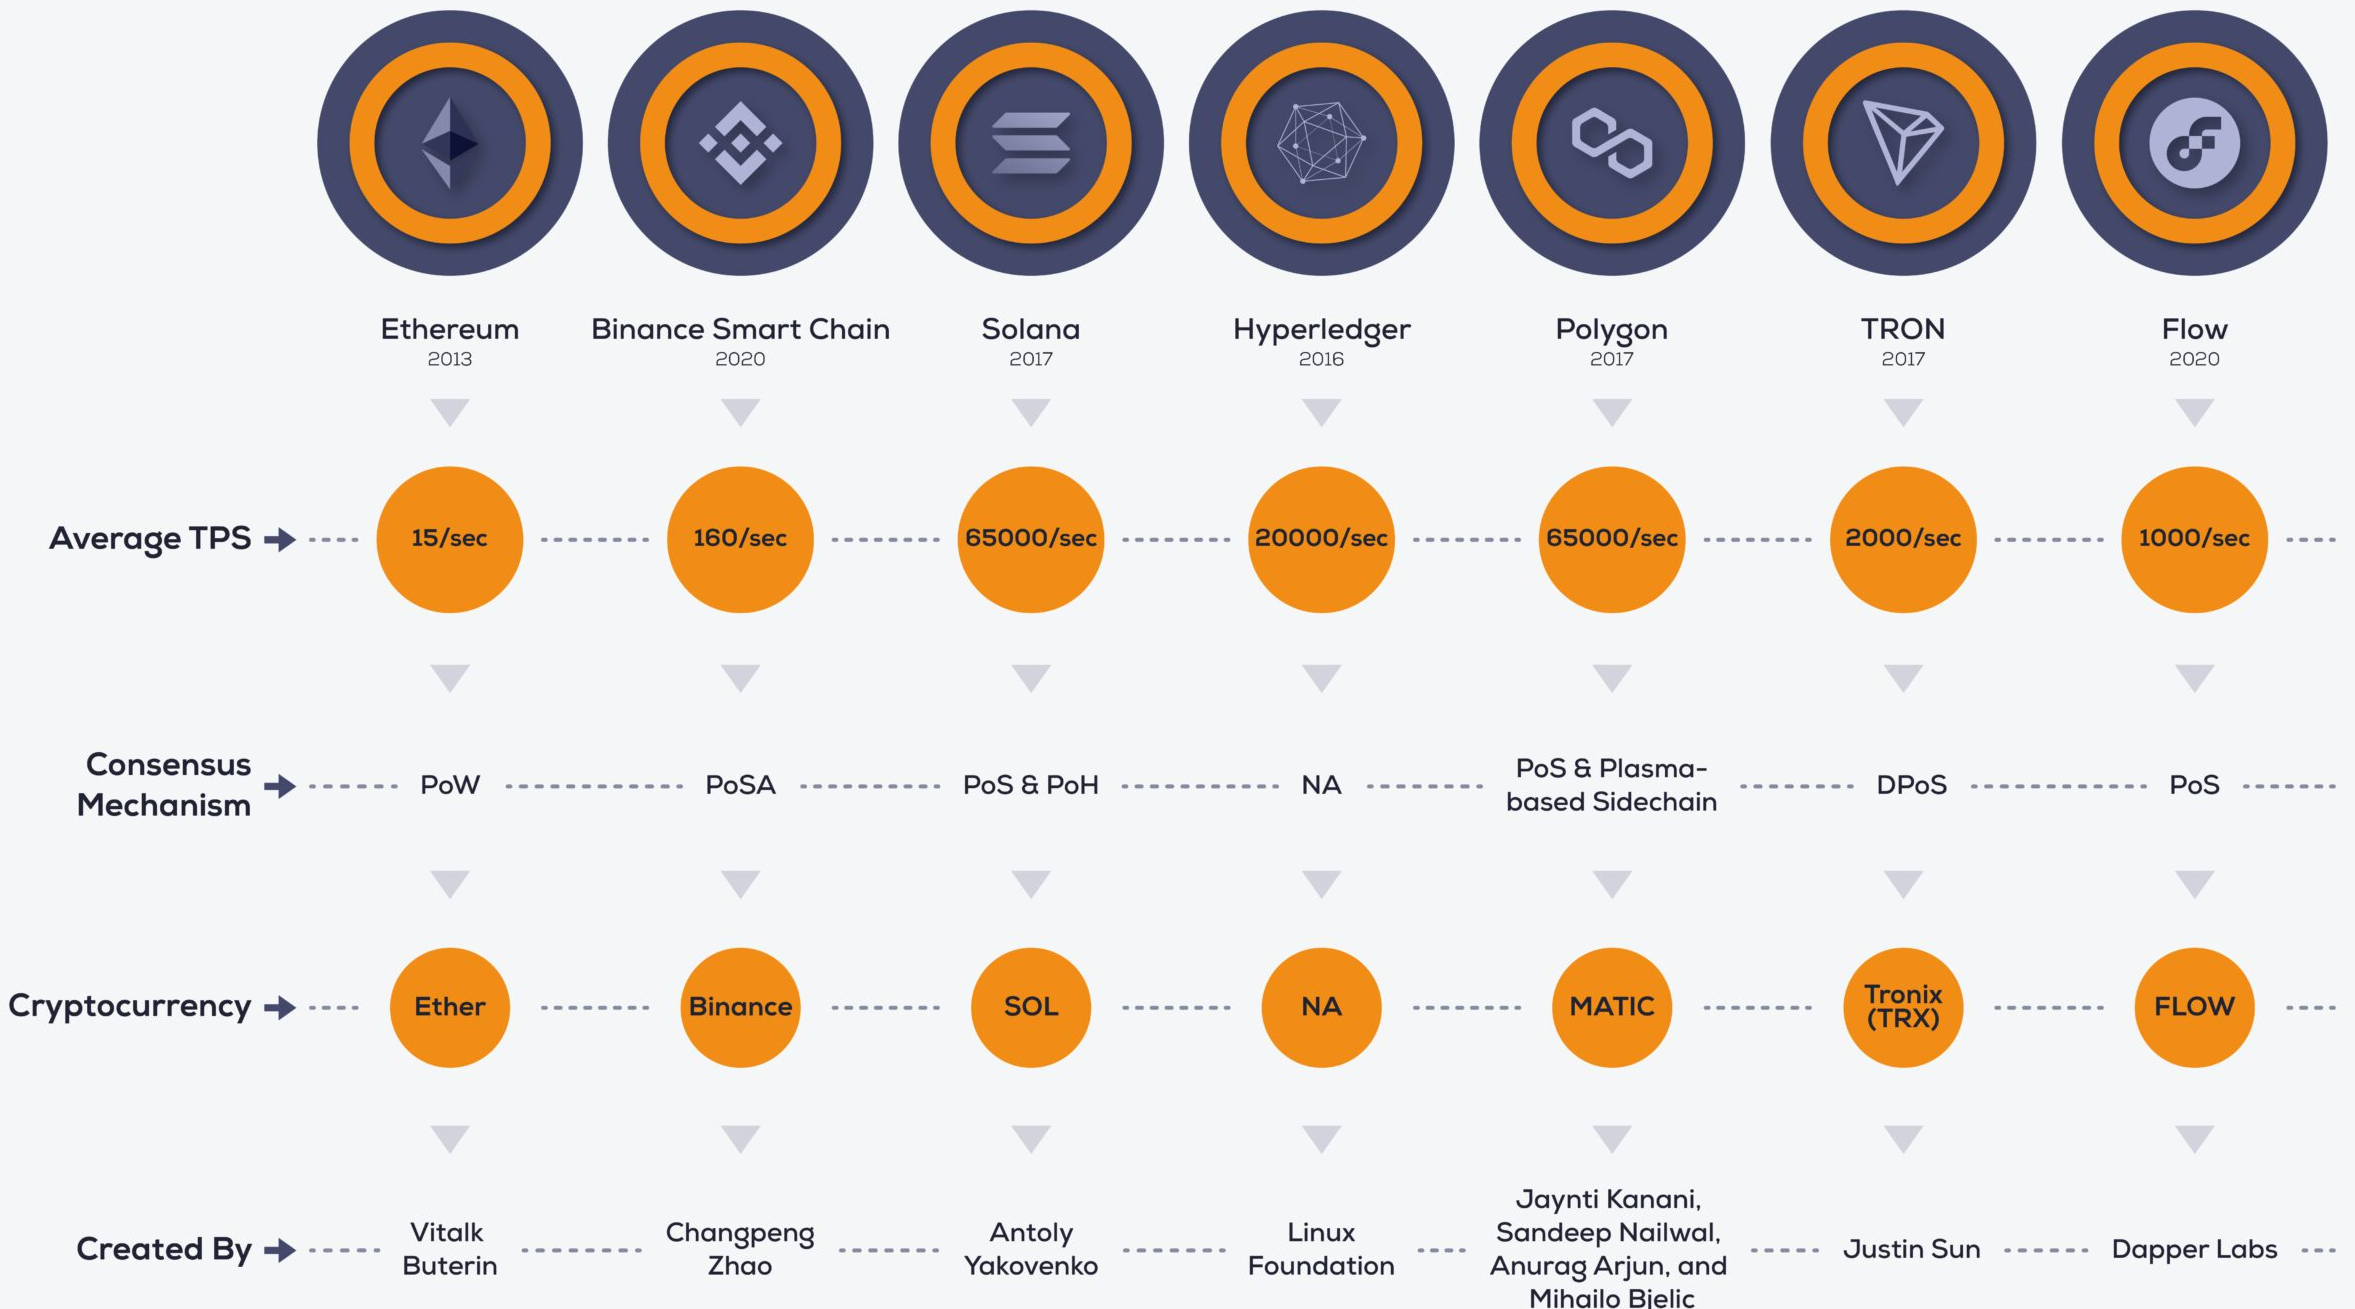 Ethereum
2013
Binance Smart Chain
2020
Solana
2017
Hyperledger
2016
Polygon
2017
TRON
2017
Flow
2020
Average TPS
15/sec
160/sec
65000/sec
20000/sec
65000/sec
2000/sec
1000/sec
Consensus
Mechanism
PoW
PoSA
PoS & PoH
NA
PoS & Plasma-
based Sidechain
DPoS
PoS
Cryptocurrency
Ether
Binance
SOL
NA
MATIC
Tronix
(TRX)
FLOW
Created By
Vitalk
Buterin
Changpeng
Zhao
Antoly
Yakovenko
Linux
Foundation
Jaynti Kanani,
Sandeep Nailwal,
Anurag Arjun, and
Mihailo Bjelic
Justin Sun
Dapper Labs